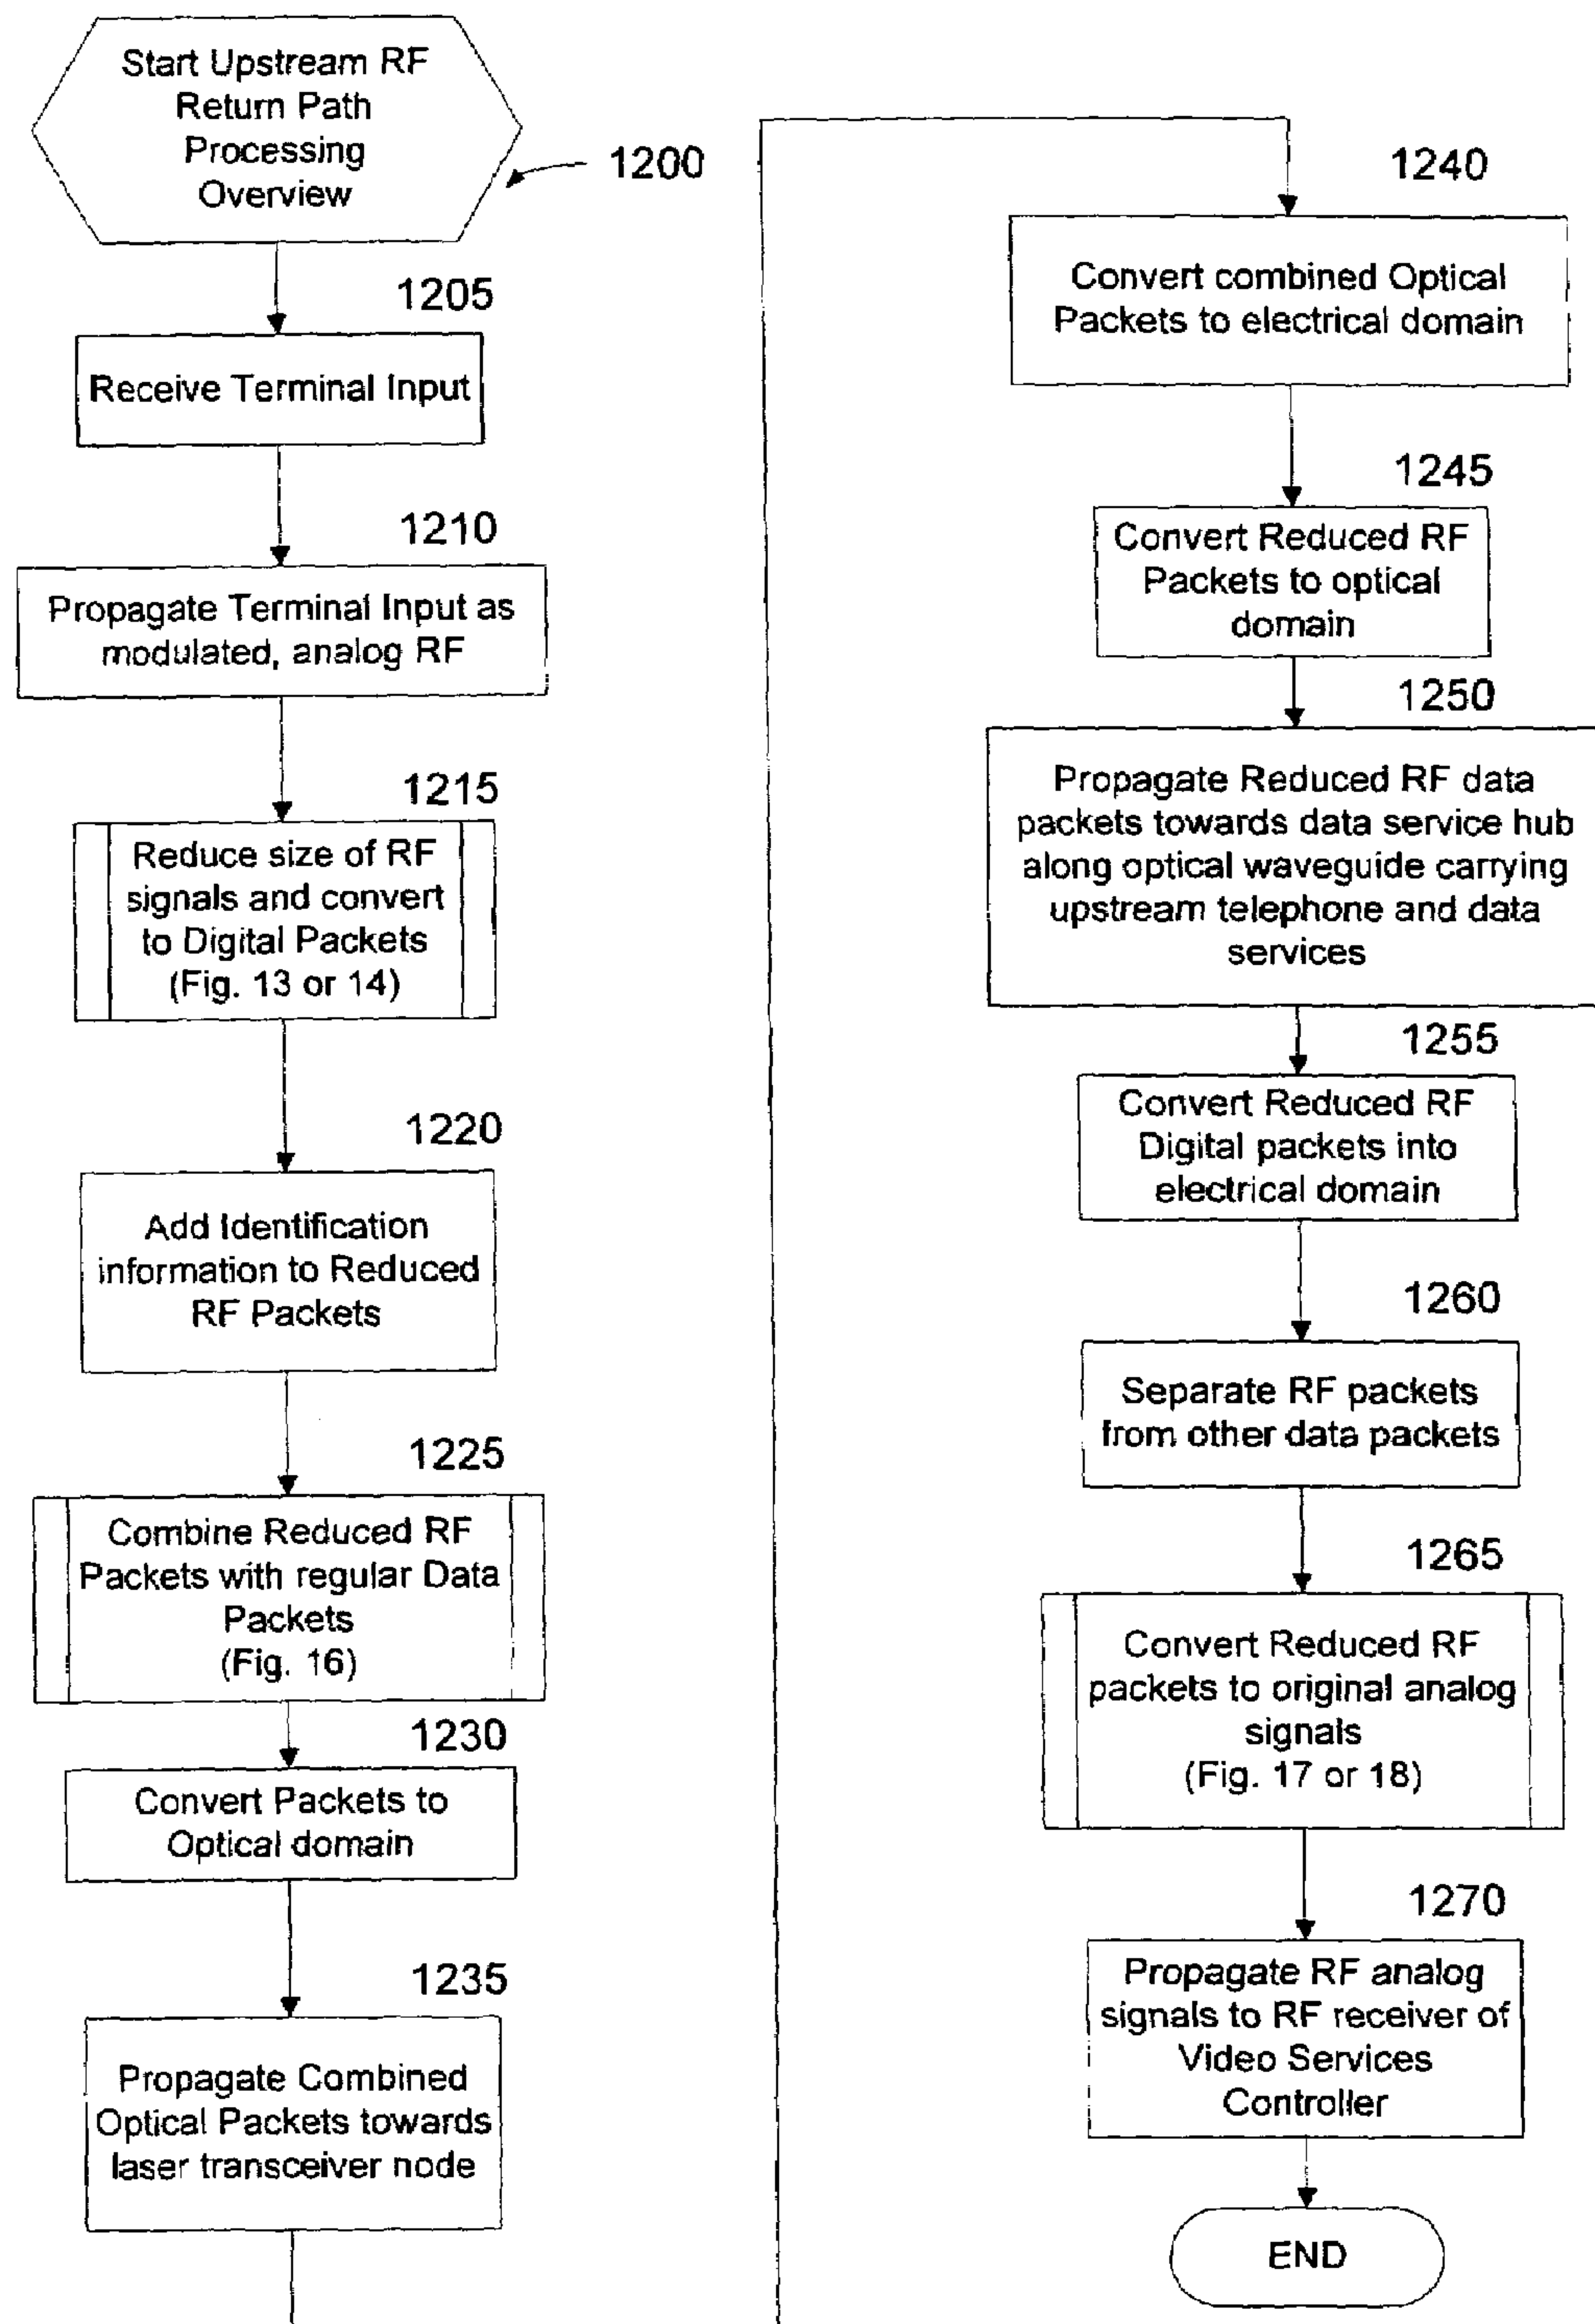 Start Upstream RF
Return Path
Processing
Overview
1200
1205
Receive Terminal Input
1210
Propagate Terminal Input as
modulated, analog RF
1215
Reduce size of RF
signals and convert
to Digital Packets
(Fig. 13 or 14)
1220
Add Identification
information to Reduced
RF Packets
1225
Combine Reduced RF
Packets with regular Data
Packets
(Fig. 16)
1230
Convert Packets to
Optical domain
1235
Propagate Combined
Optical Packets towards
laser transceiver node
1240
Convert combined Optical
Packets to electrical domain
1245
Convert Reduced RF
Packets to optical
domain
1250
Propagate Reduced RF data
packets towards data service hub
along optical waveguide carrying
upstream telephone and data
services
1255
Convert Reduced RF
Digital packets into
electrical domain
1260
Separate RF packets
from other data packets
1265
Convert Reduced RF
packets to original analog
signals
(Fig. 17 or 18)
1270
Propagate RF analog
signals to RF receiver of
Video Services
Controller
END